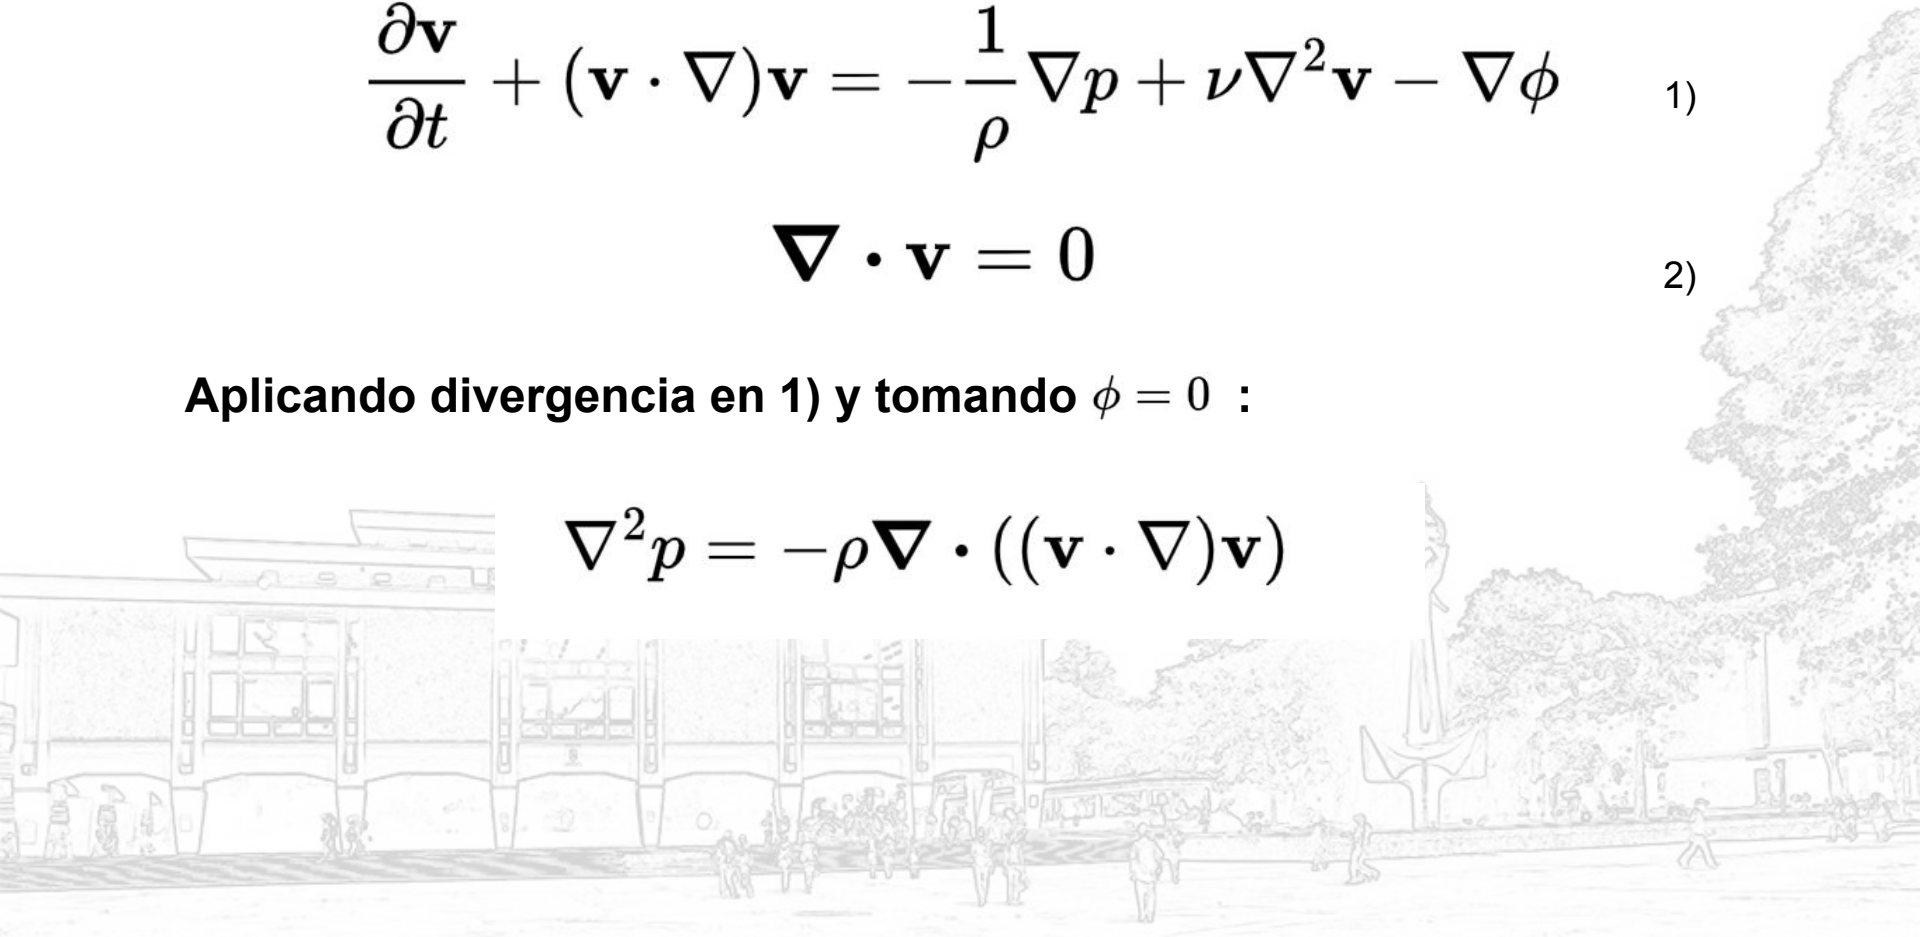 ∂𝐯/∂t + (𝐯 · ∇)𝐯 = −(1/ρ)∇p + ν∇²𝐯 − ∇ϕ 1)
𝛁 · 𝐯 = 0 2)
Aplicando divergencia en 1) y tomando ϕ = 0 :
∇²p = −ρ𝛁 · ((𝐯 · ∇)𝐯)